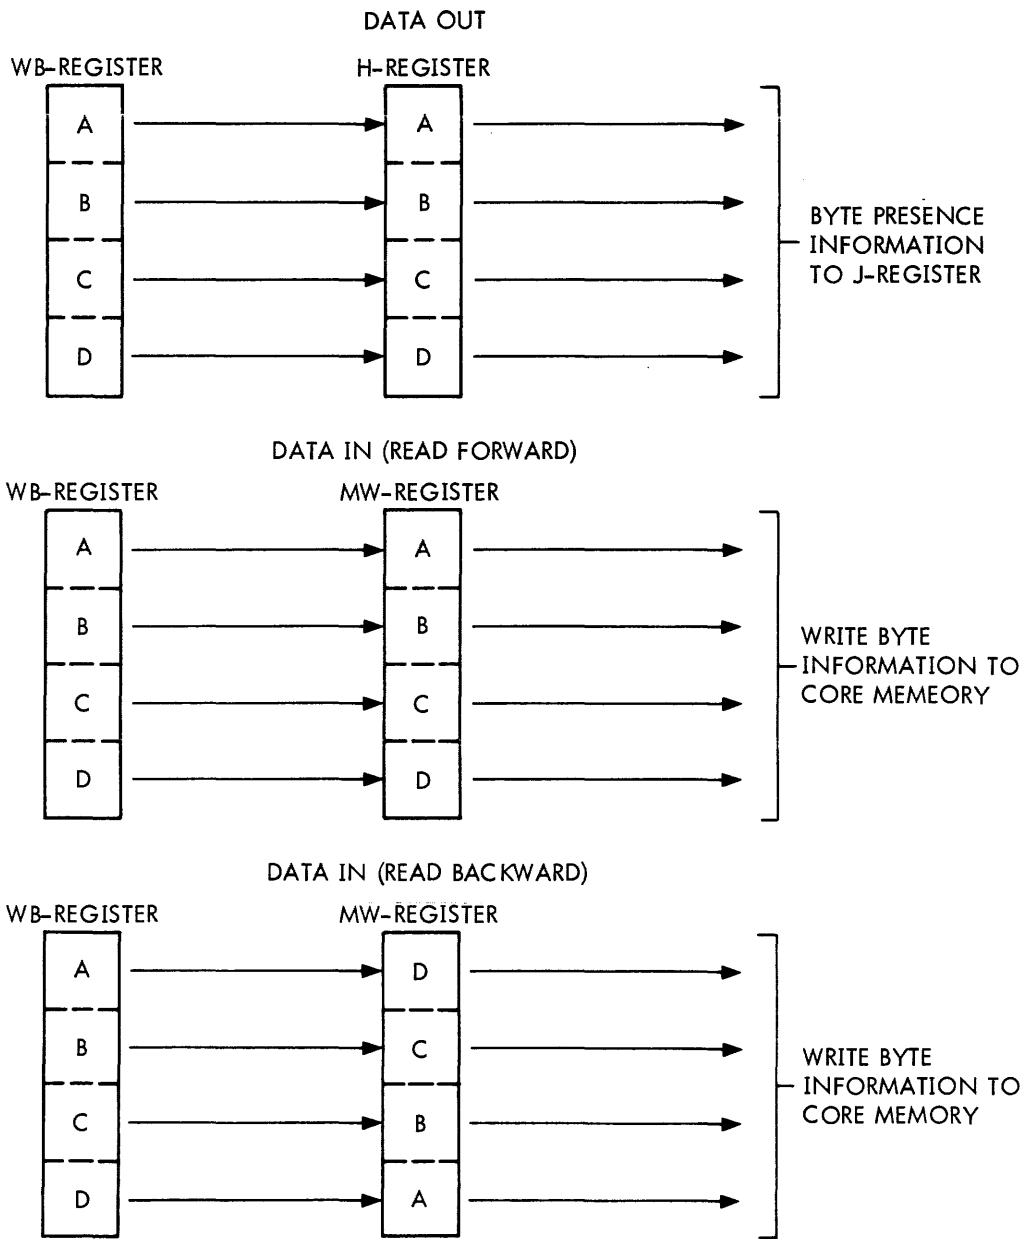 DATA OUT
WB-REGISTER H-REGISTER
A A
B B
C C
D D
BYTE PRESENCE
INFORMATION
TO J-REGISTER
DATA IN (READ FORWARD)
WB-REGISTER MW-REGISTER
A A
B B
C C
D D
WRITE BYTE
INFORMATION TO
CORE MEMEORY
DATA IN (READ BACKWARD)
WB-REGISTER MW-REGISTER
A D
B C
C B
D A
WRITE BYTE
INFORMATION TO
CORE MEMORY